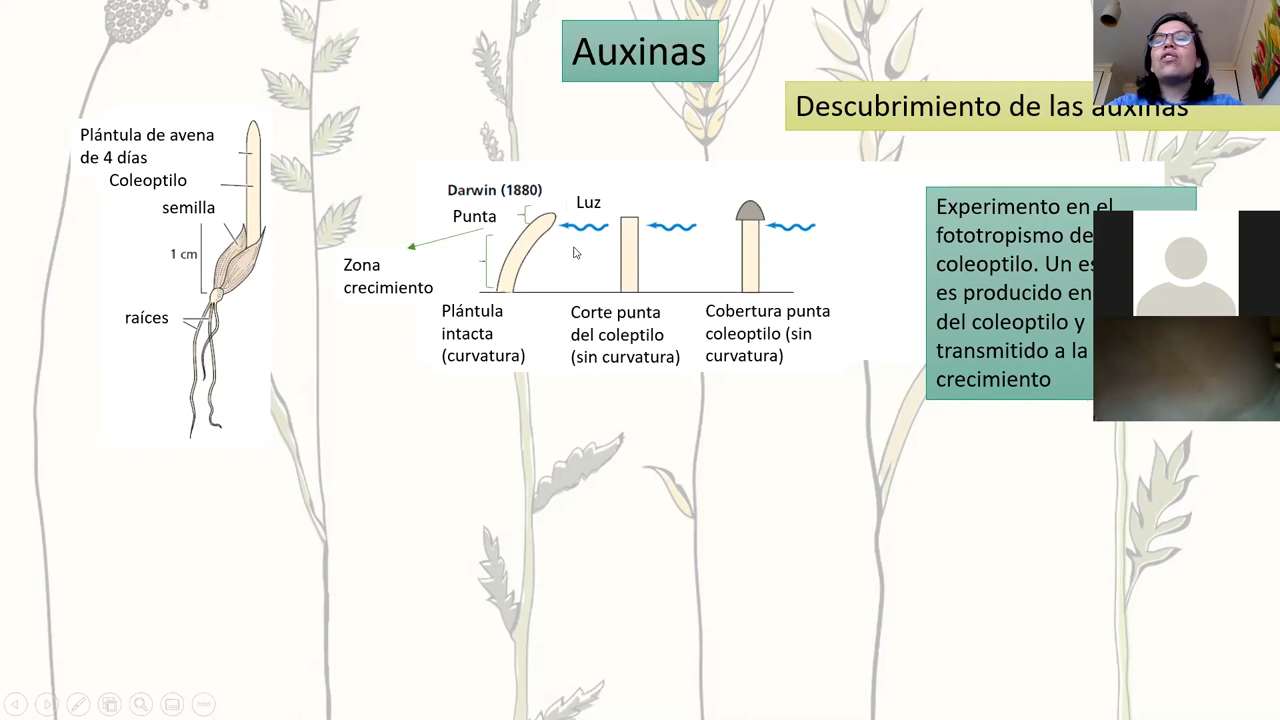 Auxinas
Descubrimiento de las auxinas
Plántula de avena
de 4 días
Coleoptilo
semilla
1 cm
raíces
Darwin (1880)
Punta
Luz
Zona
crecimiento
Plántula
intacta
(curvatura)
Corte punta
del coleptilo
(sin curvatura)
Cobertura punta
coleoptilo (sin
curvatura)
Experimento en el
fototropismo
coleoptilo. Un
es producido en
del coleoptilo y
transmitido a la
crecimiento